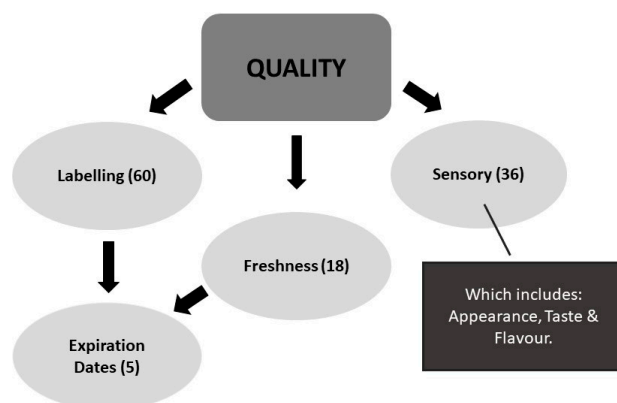 QUALITY
Labelling (60)
Sensory (36)
Freshness (18)
Which includes:
Appearance, Taste &
Flavour.
Expiration
Dates (5)